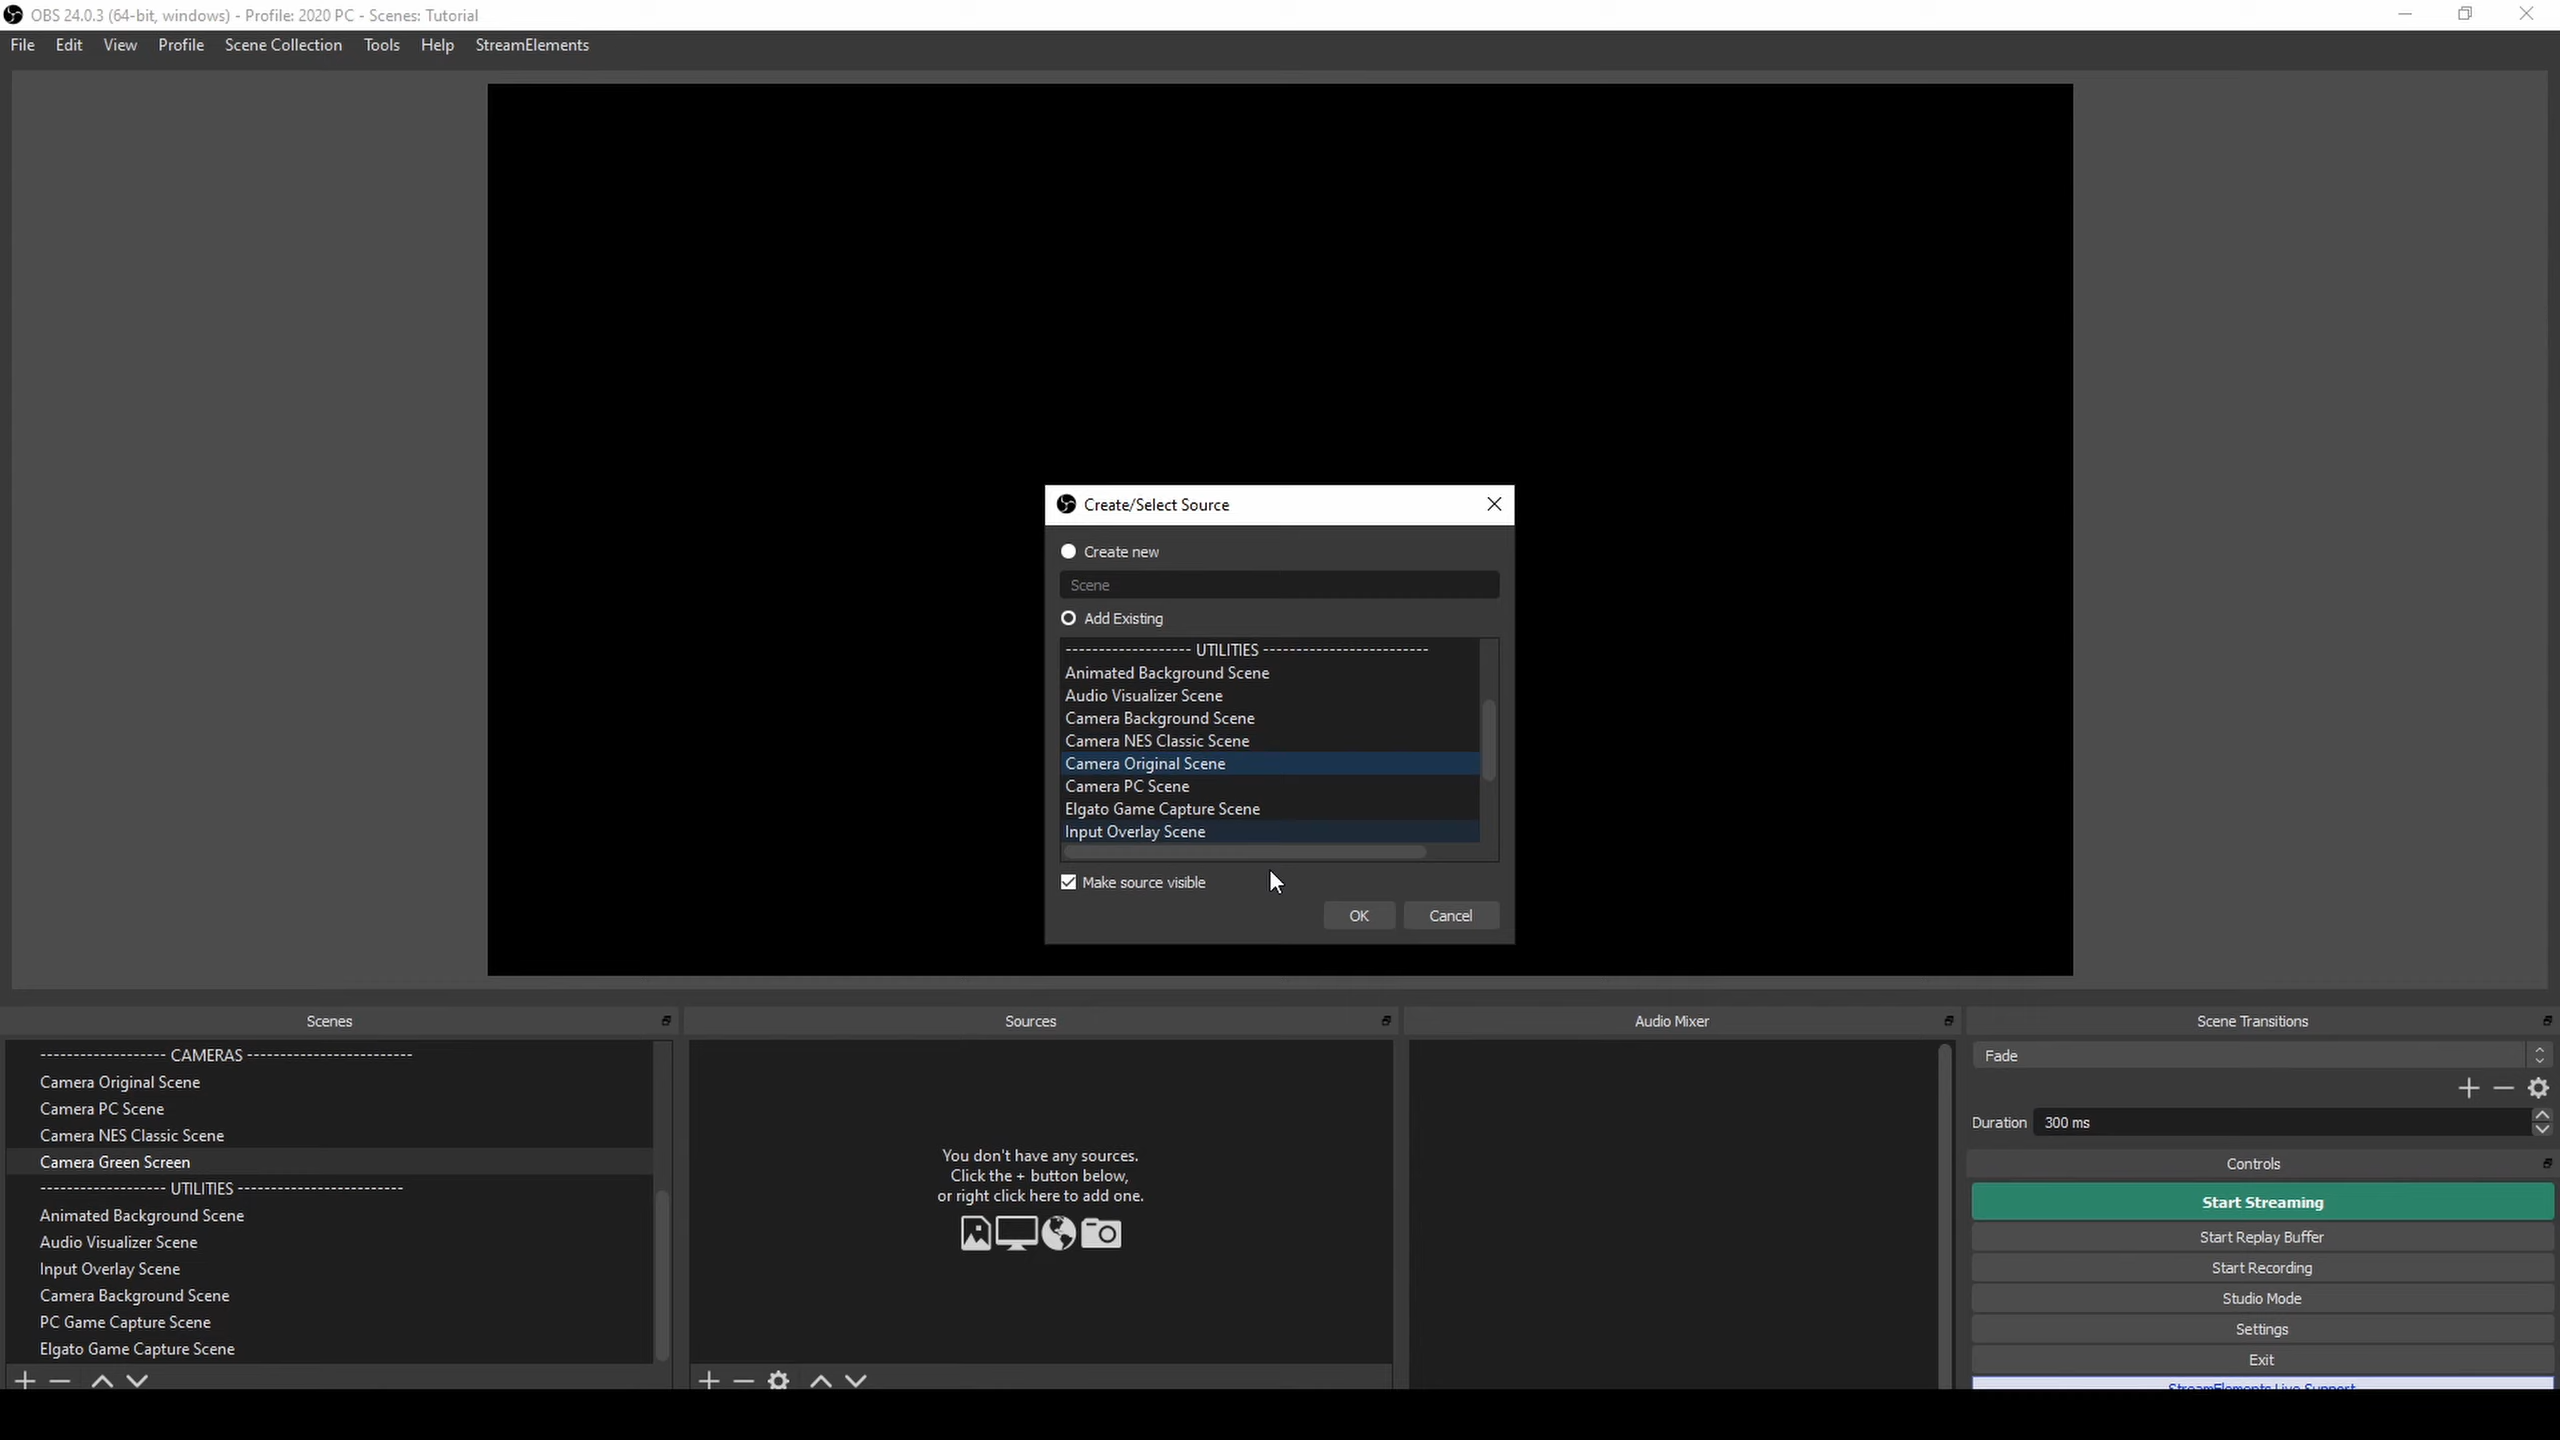 OBS 24.0.3 (64-bit, windows) - Profile: 2020 PC - Scenes: Tutorial
File Edit View Profile Scene Collection Tools Help StreamElements
Create/Select Source
Create new
Scene
Add Existing
------------------- UTILITIES -------------------------
Animated Background Scene
Audio Visualizer Scene
Camera Background Scene
Camera NES Classic Scene
Camera Original Scene
Camera PC Scene
Elgato Game Capture Scene
Input Overlay Scene
Make source visible
OK Cancel
Scenes
------------------- CAMERAS -------------------------
Camera Original Scene
Camera PC Scene
Camera NES Classic Scene
Camera Green Screen
------------------- UTILITIES -------------------------
Animated Background Scene
Audio Visualizer Scene
Input Overlay Scene
Camera Background Scene
PC Game Capture Scene
Elgato Game Capture Scene
Sources
You don't have any sources.
Click the + button below,
or right click here to add one.
Audio Mixer
Scene Transitions
Fade
Duration 300 ms
Controls
Start Streaming
Start Replay Buffer
Start Recording
Studio Mode
Settings
Exit
StreamElements Live Support